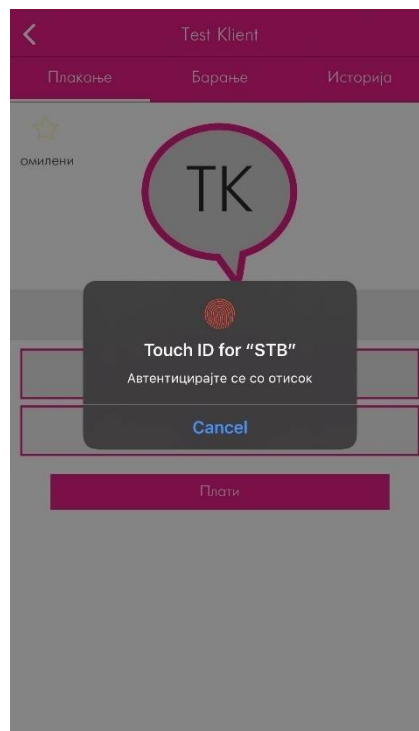 Test Klient
Плаќање
Барање
Историја
омилени
TK
Touch ID for “STB”
Автентицирајте се со отисок
Cancel
Плати